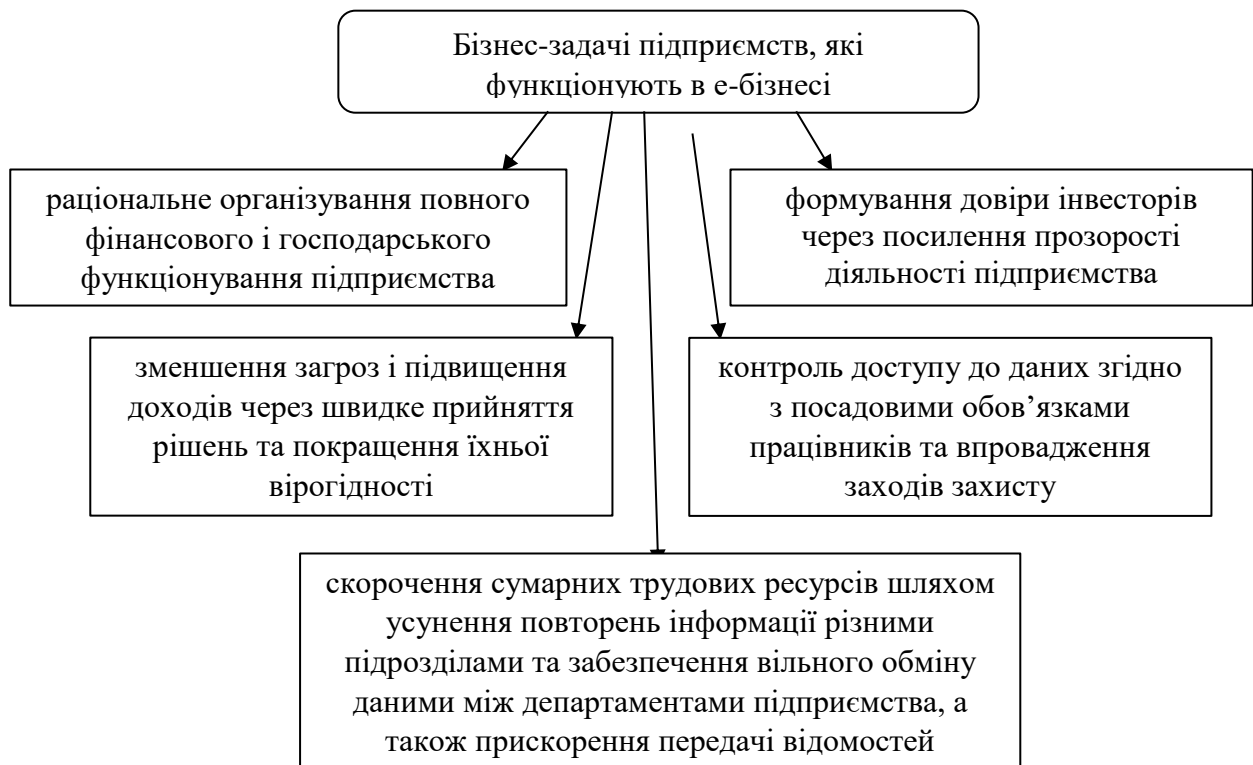 Бізнес-задачі підприємств, які
функціонують в е-бізнесі
раціональне організування повного
фінансового і господарського
функціонування підприємства
формування довіри інвесторів
через посилення прозорості
діяльності підприємства
зменшення загроз і підвищення
доходів через швидке прийняття
рішень та покращення їхньої
вірогідності
контроль доступу до даних згідно
з посадовими обов’язками
працівників та впровадження
заходів захисту
скорочення сумарних трудових ресурсів шляхом
усунення повторень інформації різними
підрозділами та забезпечення вільного обміну
даними між департаментами підприємства, а
також прискорення передачі відомостей